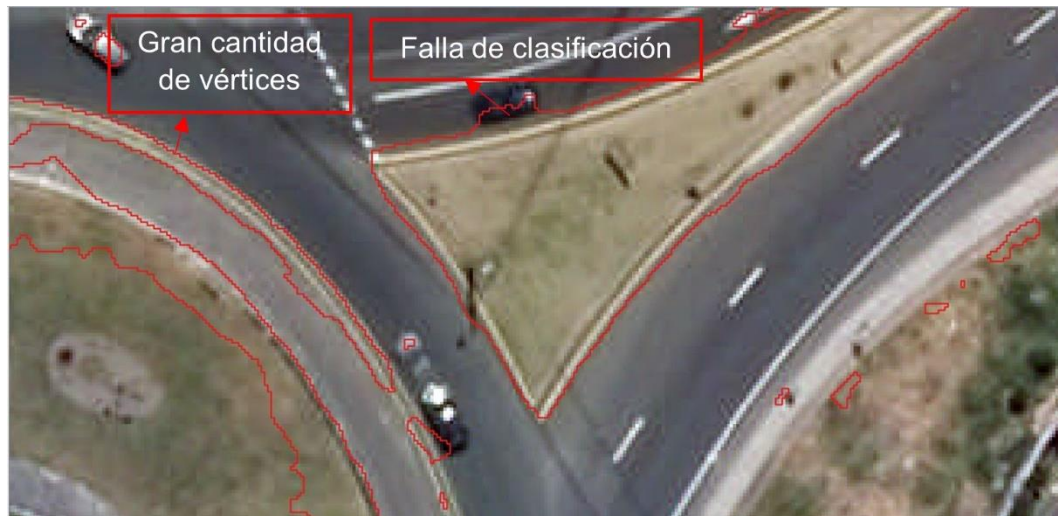 Gran cantidad
de vértices
Falla de clasificación